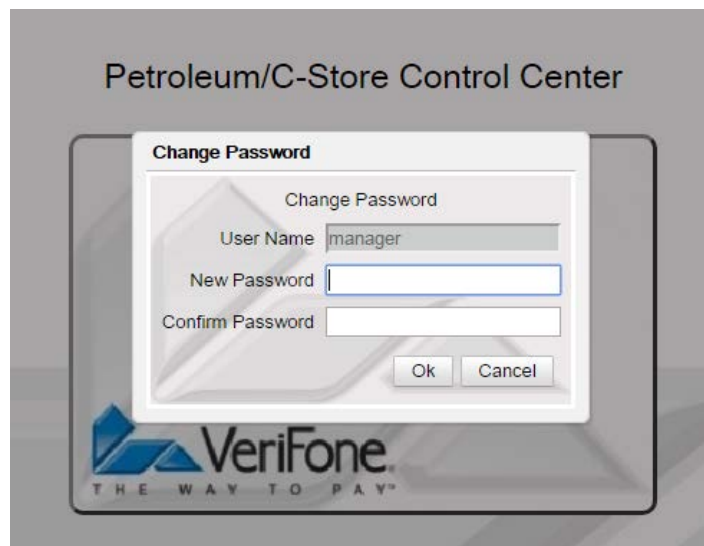 Petroleum/C-Store Control Center
Change Password
Change Password
User Name manager
New Password
Confirm Password
Ok Cancel
VeriFone.
THE WAY TO PAY™